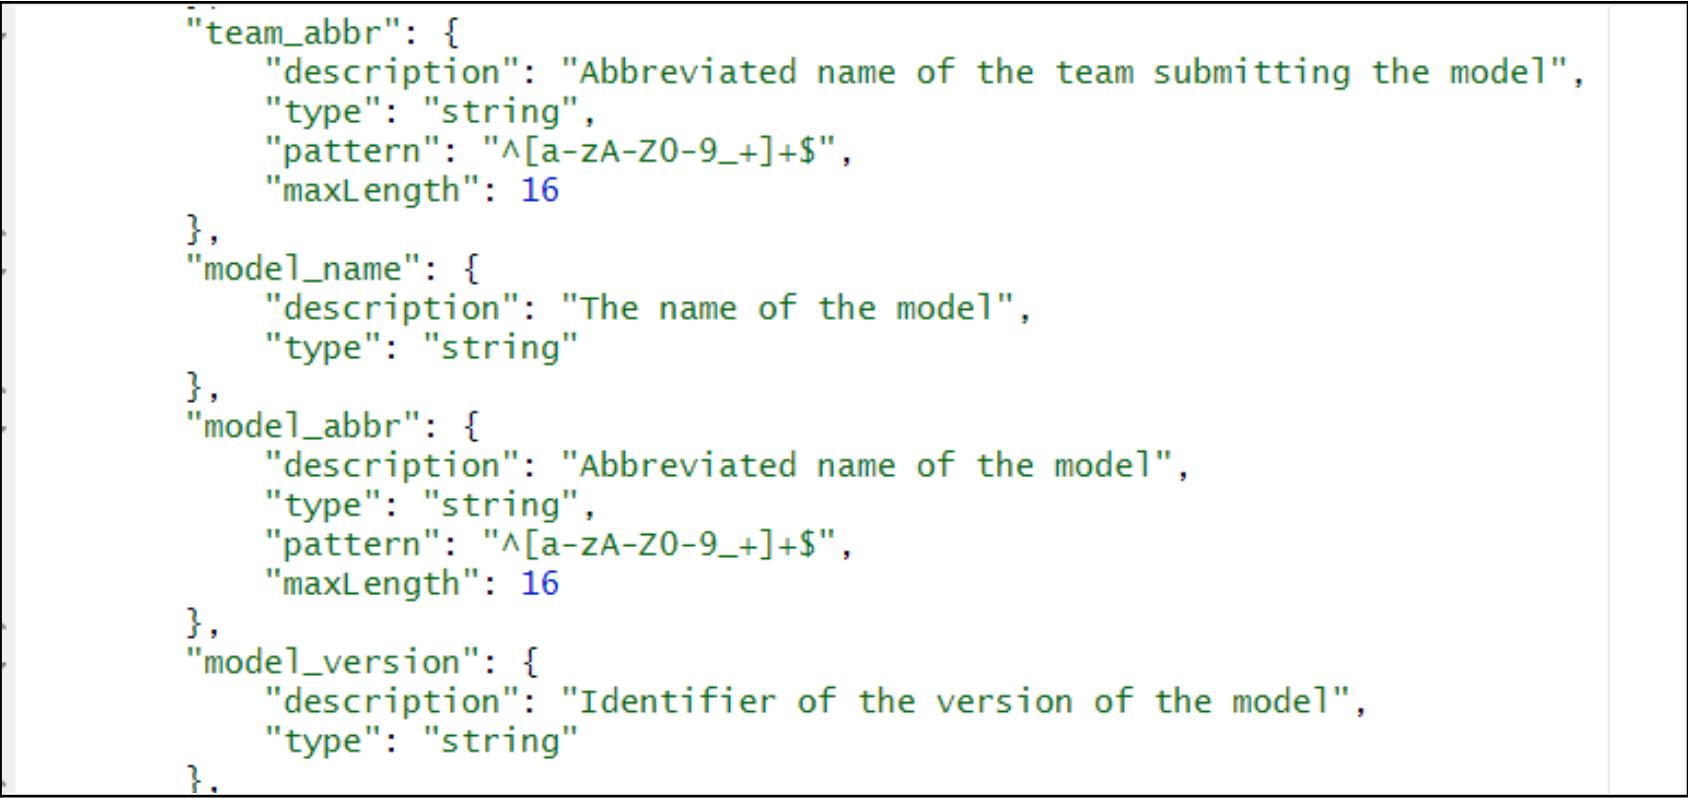 "team_abbr": {
"description": "Abbreviated name of the team submitting the model",
"type": "string",
"pattern": "^[a-zA-Z0-9_+]+$",
"maxLength": 16
},
"model_name": {
"description": "The name of the model",
"type": "string"
},
"model_abbr": {
"description": "Abbreviated name of the model",
"type": "string",
"pattern": "^[a-zA-Z0-9_+]+$",
"maxLength": 16
},
"model_version": {
"description": "Identifier of the version of the model",
"type": "string"
},